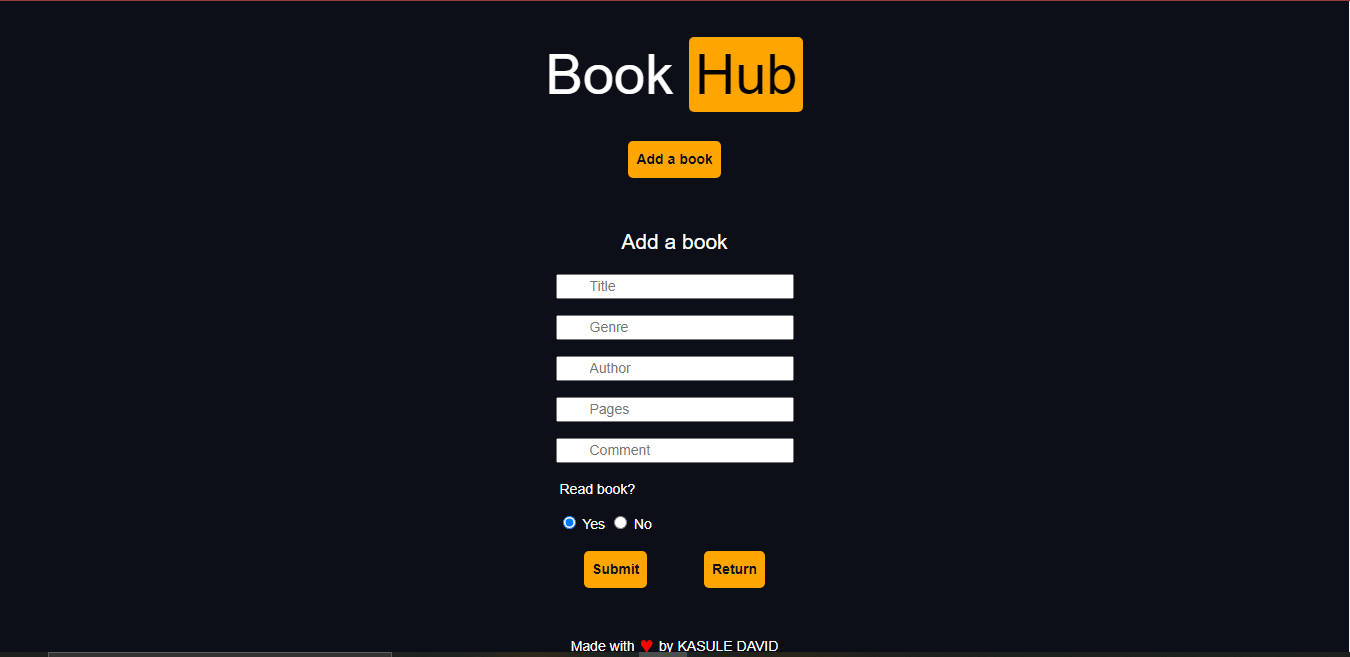 Book Hub
Add a book
Add a book
Title
Genre
Author
Pages
Comment
Read book?
Yes No
Submit Return
Made with ♥ by KASULE DAVID